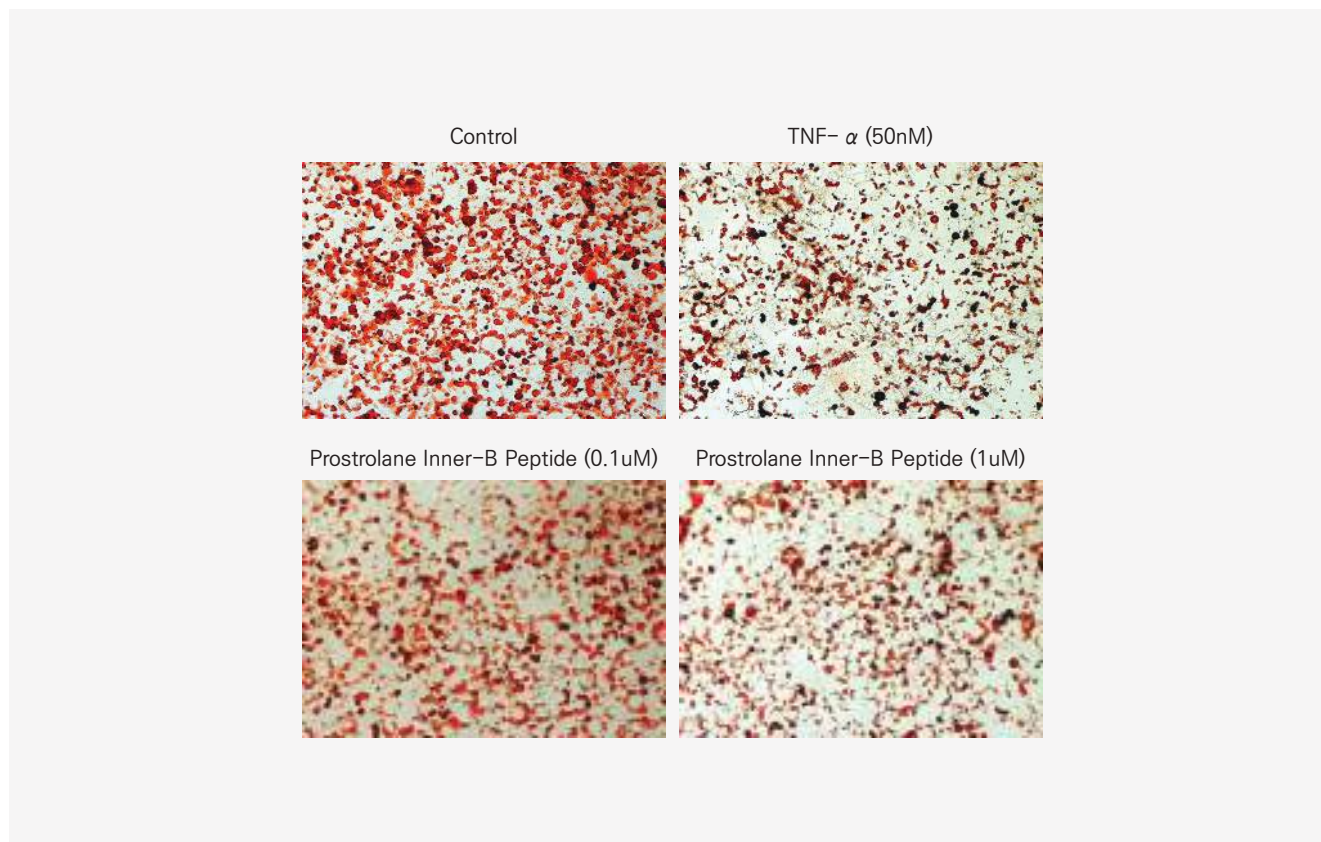 Control
TNF- α (50nM)
Prostrolane Inner-B Peptide (0.1uM)
Prostrolane Inner-B Peptide (1uM)